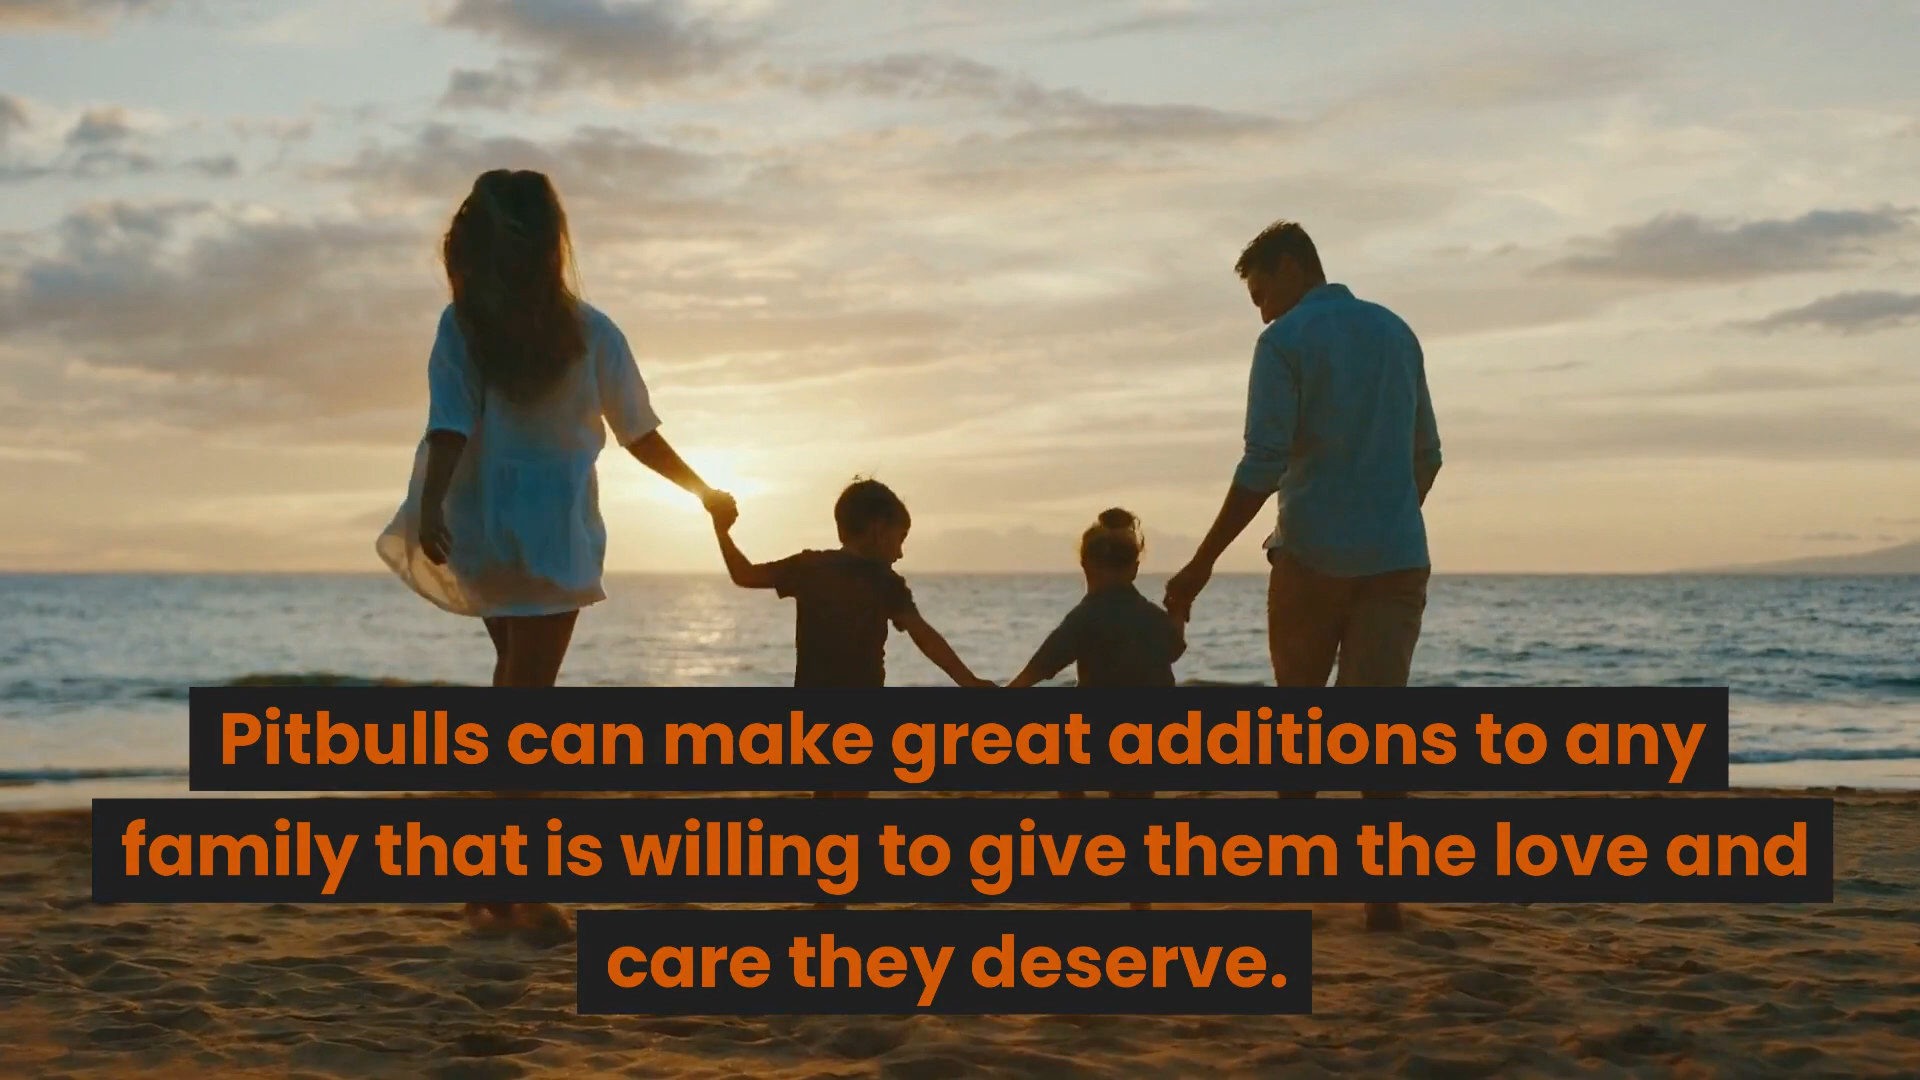 Pitbulls can make great additions to any
family that is willing to give them the love and
care they deserve.